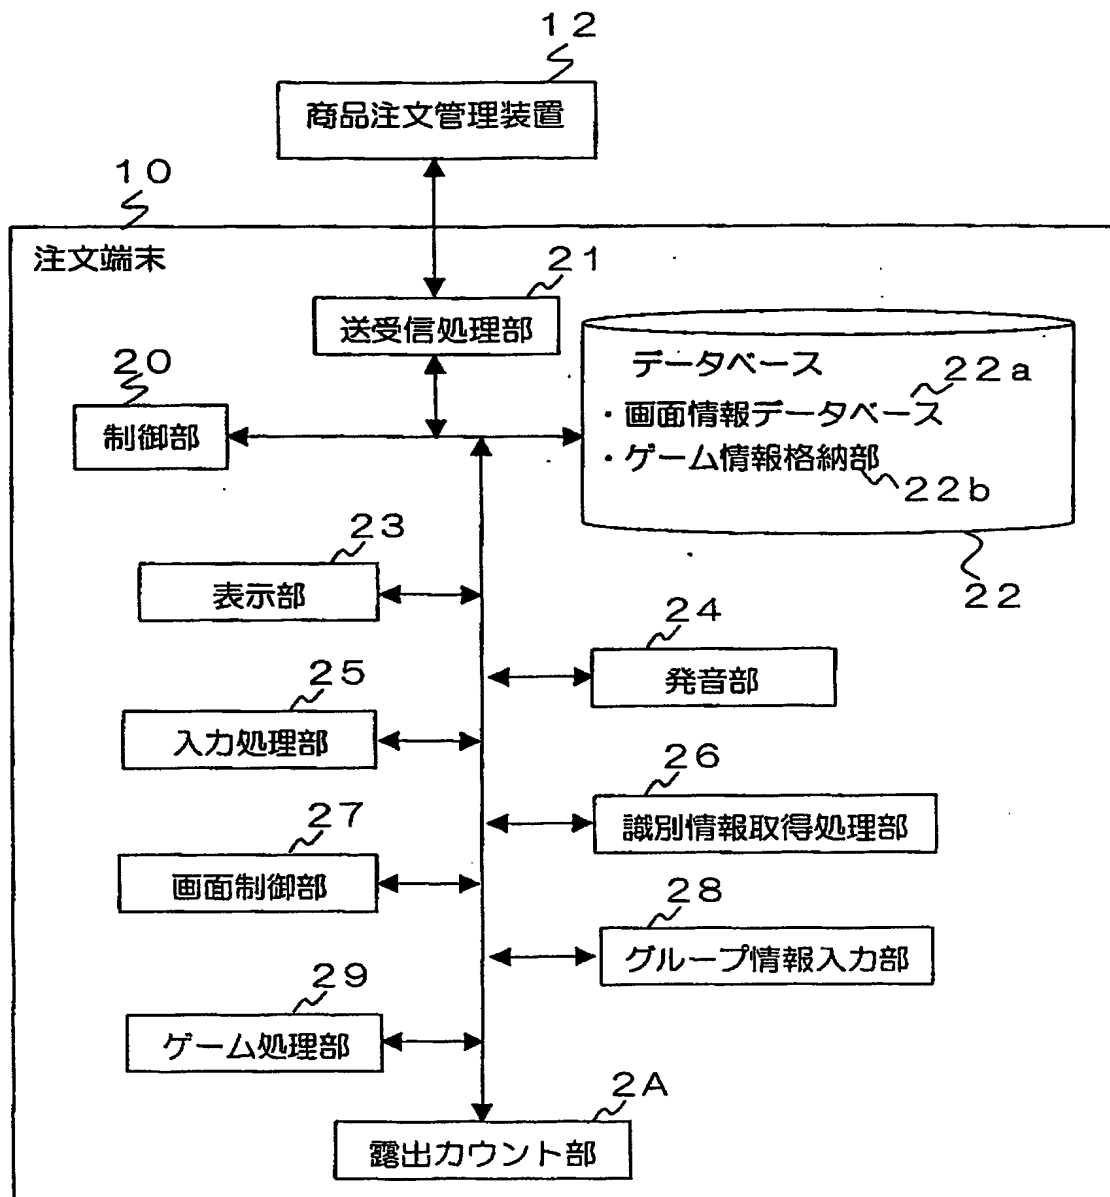 １２
商品注文管理装置
１０
注文端末
２１
送受信処理部
２０
制御部
データベース
２２ａ
・画面情報データベース
・ゲーム情報格納部
２２ｂ
２２
２３
表示部
２４
発音部
２５
入力処理部
２６
識別情報取得処理部
２７
画面制御部
２８
グループ情報入力部
２９
ゲーム処理部
２Ａ
露出カウント部